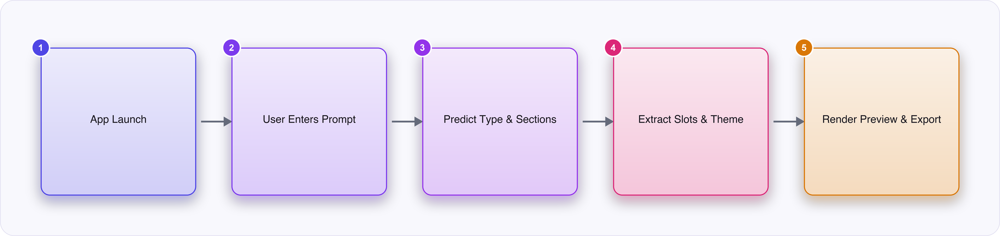 1
App Launch
2
User Enters Prompt
3
Predict Type & Sections
4
Extract Slots & Theme
5
Render Preview & Export